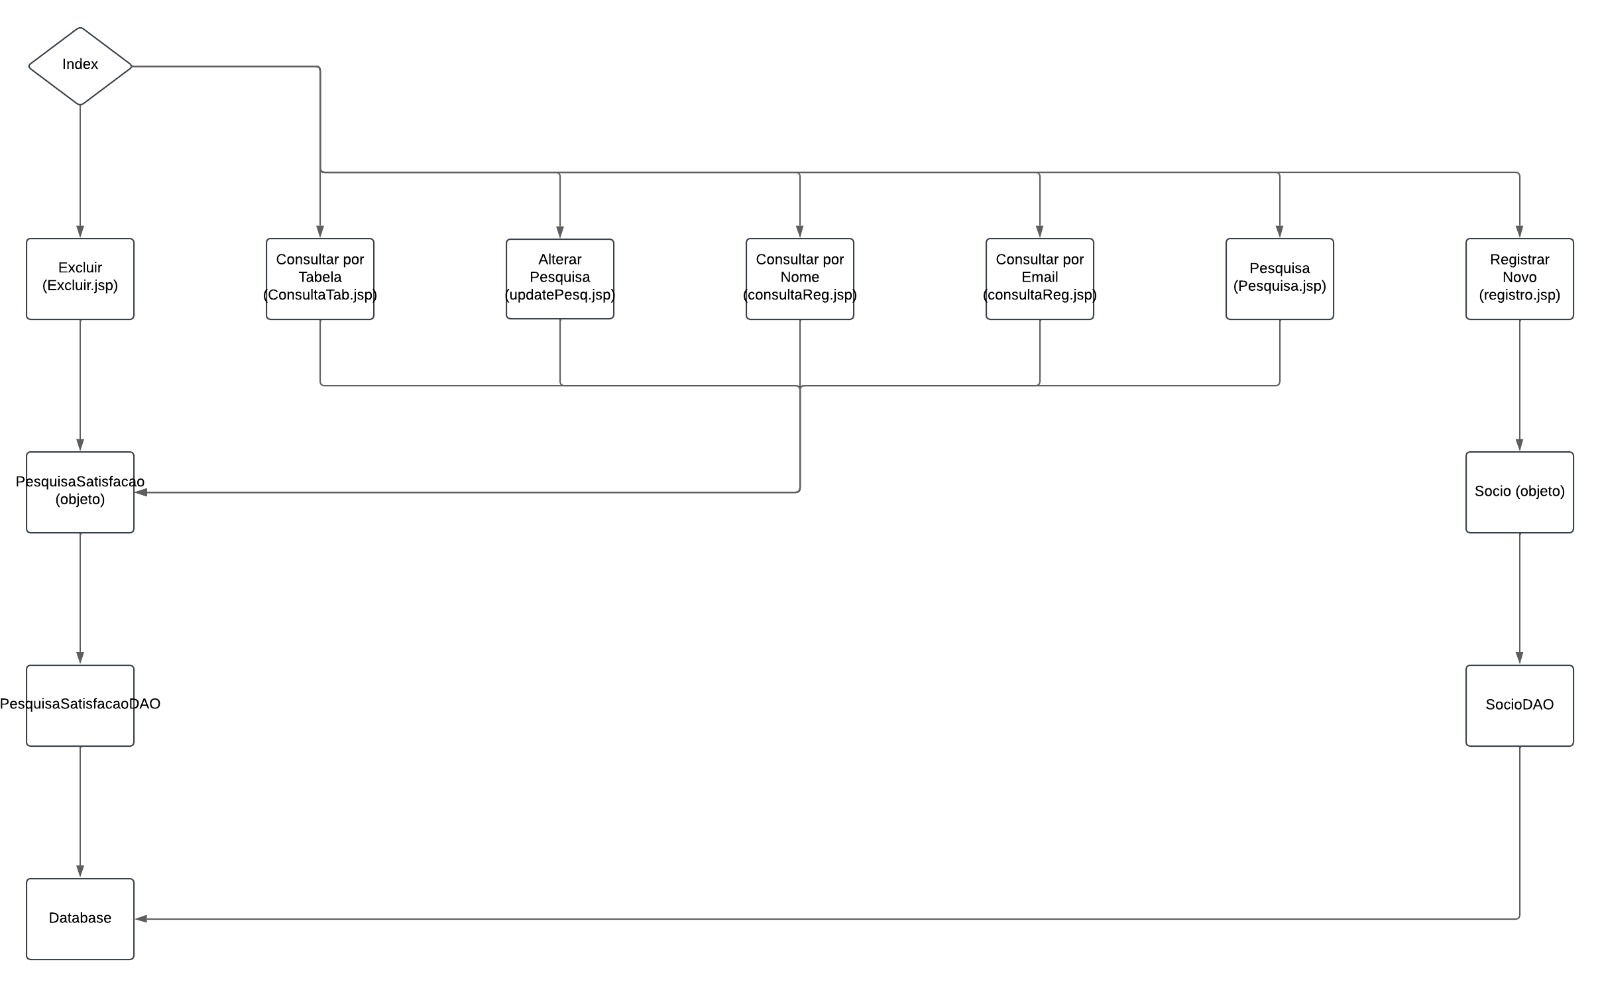 Index
Excluir
(Excluir.jsp)
Consultar por
Tabela
(ConsultaTab.jsp)
Alterar
Pesquisa
(updatePesq.jsp)
Consultar por
Nome
(consultaReg.jsp)
Consultar por
Email
(consultaReg.jsp)
Pesquisa
(Pesquisa.jsp)
Registrar
Novo
(registro.jsp)
PesquisaSatisfacao
(objeto)
Socio (objeto)
PesquisaSatisfacaoDAO
SocioDAO
Database